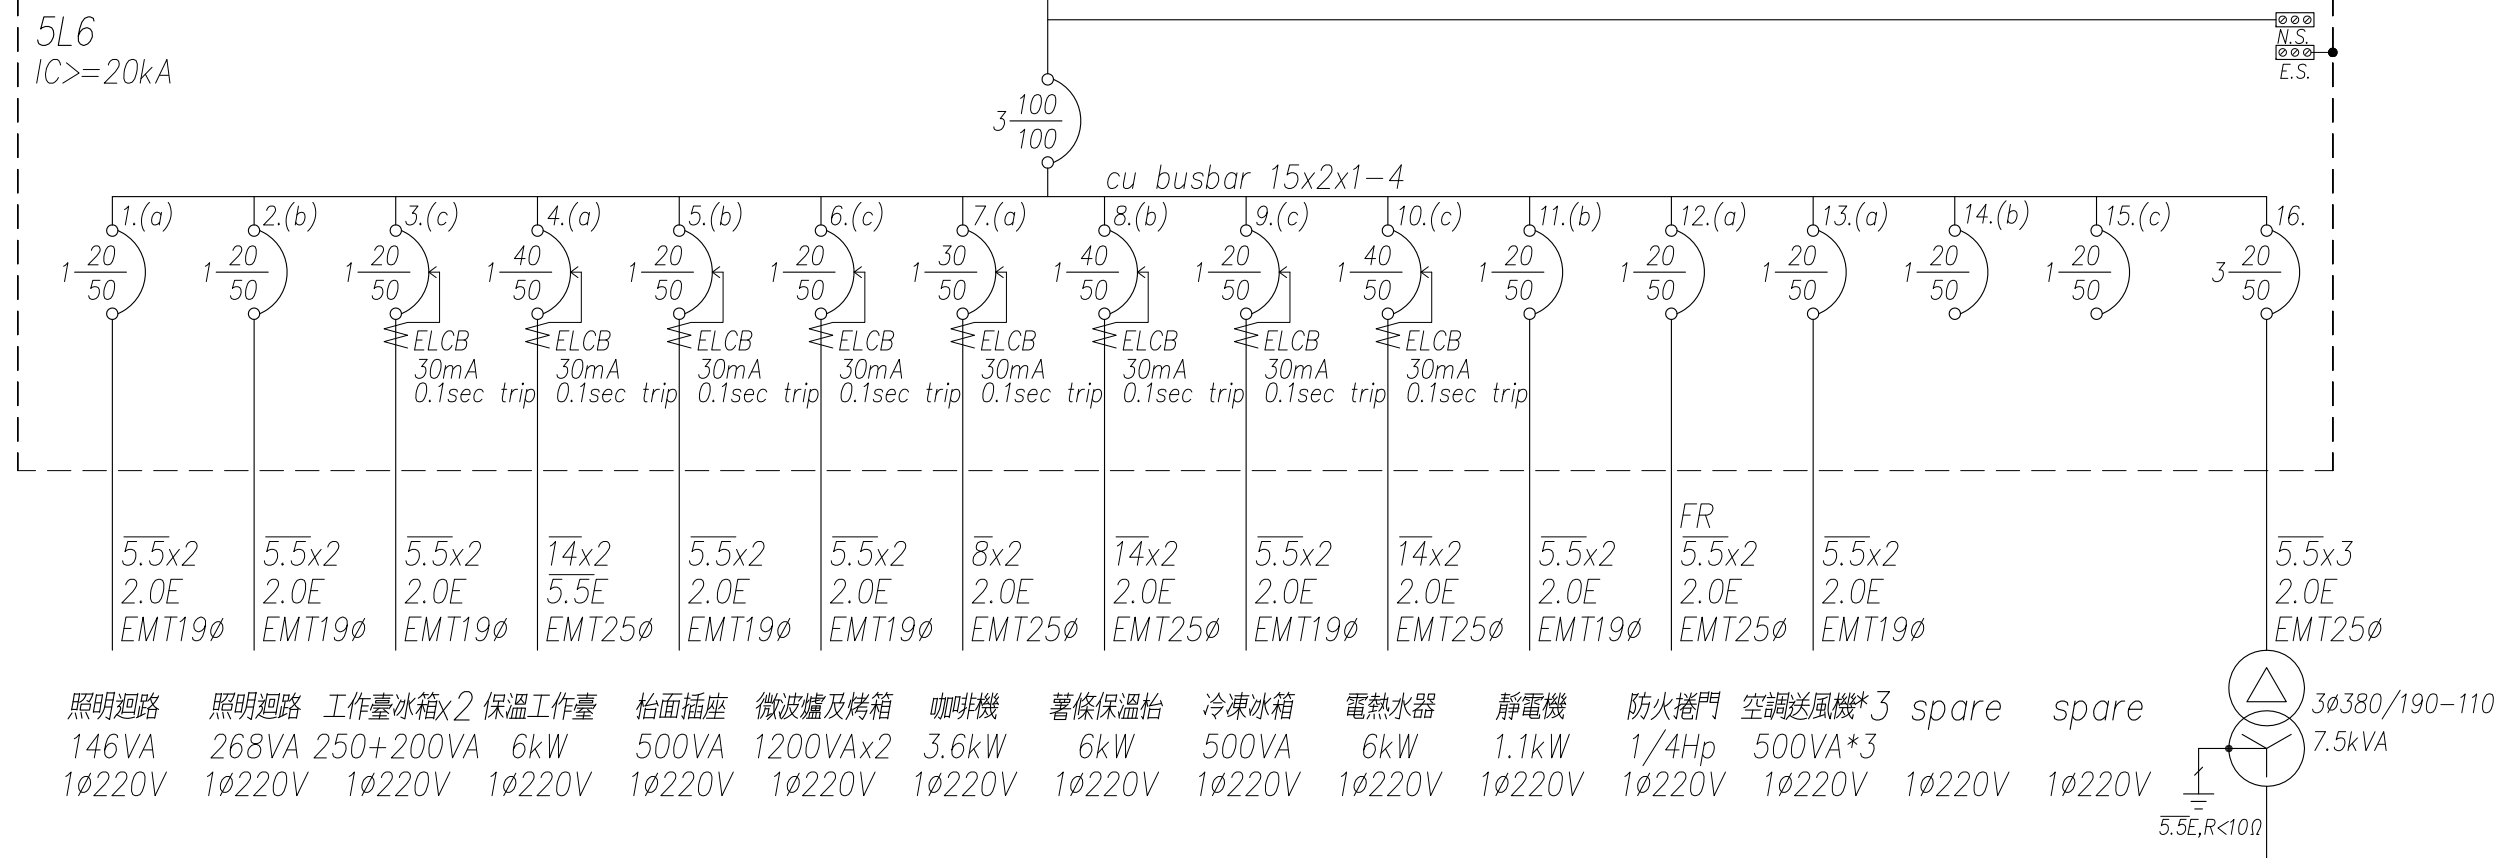 5L6
IC>=20kA
N.S.
E.S.
3 100
100
cu busbar 15x2x1-4
1.(a) 2.(b) 3.(c) 4.(a) 5.(b) 6.(c) 7.(a) 8.(b) 9.(c) 10.(c) 11.(b) 12.(a) 13.(a) 14.(b) 15.(c) 16.
1 20 1 20 1 20 1 40 1 20 1 20 1 30 1 40 1 20 1 40 1 20 1 20 1 20 1 20 1 20 3 20
50 50 50 50 50 50 50 50 50 50 50 50 50 50 50 50
ELCB ELCB ELCB ELCB ELCB ELCB ELCB ELCB
30mA 30mA 30mA 30mA 30mA 30mA 30mA 30mA
0.1sec trip 0.1sec trip 0.1sec trip 0.1sec trip 0.1sec trip 0.1sec trip 0.1sec trip 0.1sec trip
FR
5.5x2 5.5x2 5.5x2 14x2 5.5x2 5.5x2 8x2 14x2 5.5x2 14x2 5.5x2 5.5x2 5.5x2 5.5x3
2.0E 2.0E 2.0E 5.5E 2.0E 2.0E 2.0E 2.0E 2.0E 2.0E 2.0E 2.0E 2.0E 2.0E
EMT19ø EMT19ø EMT19ø EMT25ø EMT19ø EMT19ø EMT25ø EMT25ø EMT19ø EMT25ø EMT19ø EMT25ø EMT19ø EMT25ø
照明迴路 照明迴路 工作臺冰箱x2 保溫工作臺 枱面插座 微波爐及烤箱 咖啡機 薯條保溫枱 冷凍冰箱 電熱水器 靜電機 防火捲門 空調送風機*3 spare spare 3ø380/190-110
146VA 268VA 250+200VA 6kW 500VA 1200VAx2 3.6kW 6kW 500VA 6kW 1.1kW 1/4Hp 500VA*3 7.5kVA
1ø220V 1ø220V 1ø220V 1ø220V 1ø220V 1ø220V 1ø220V 1ø220V 1ø220V 1ø220V 1ø220V 1ø220V 1ø220V 1ø220V 1ø220V
5.5E,R<10Ω